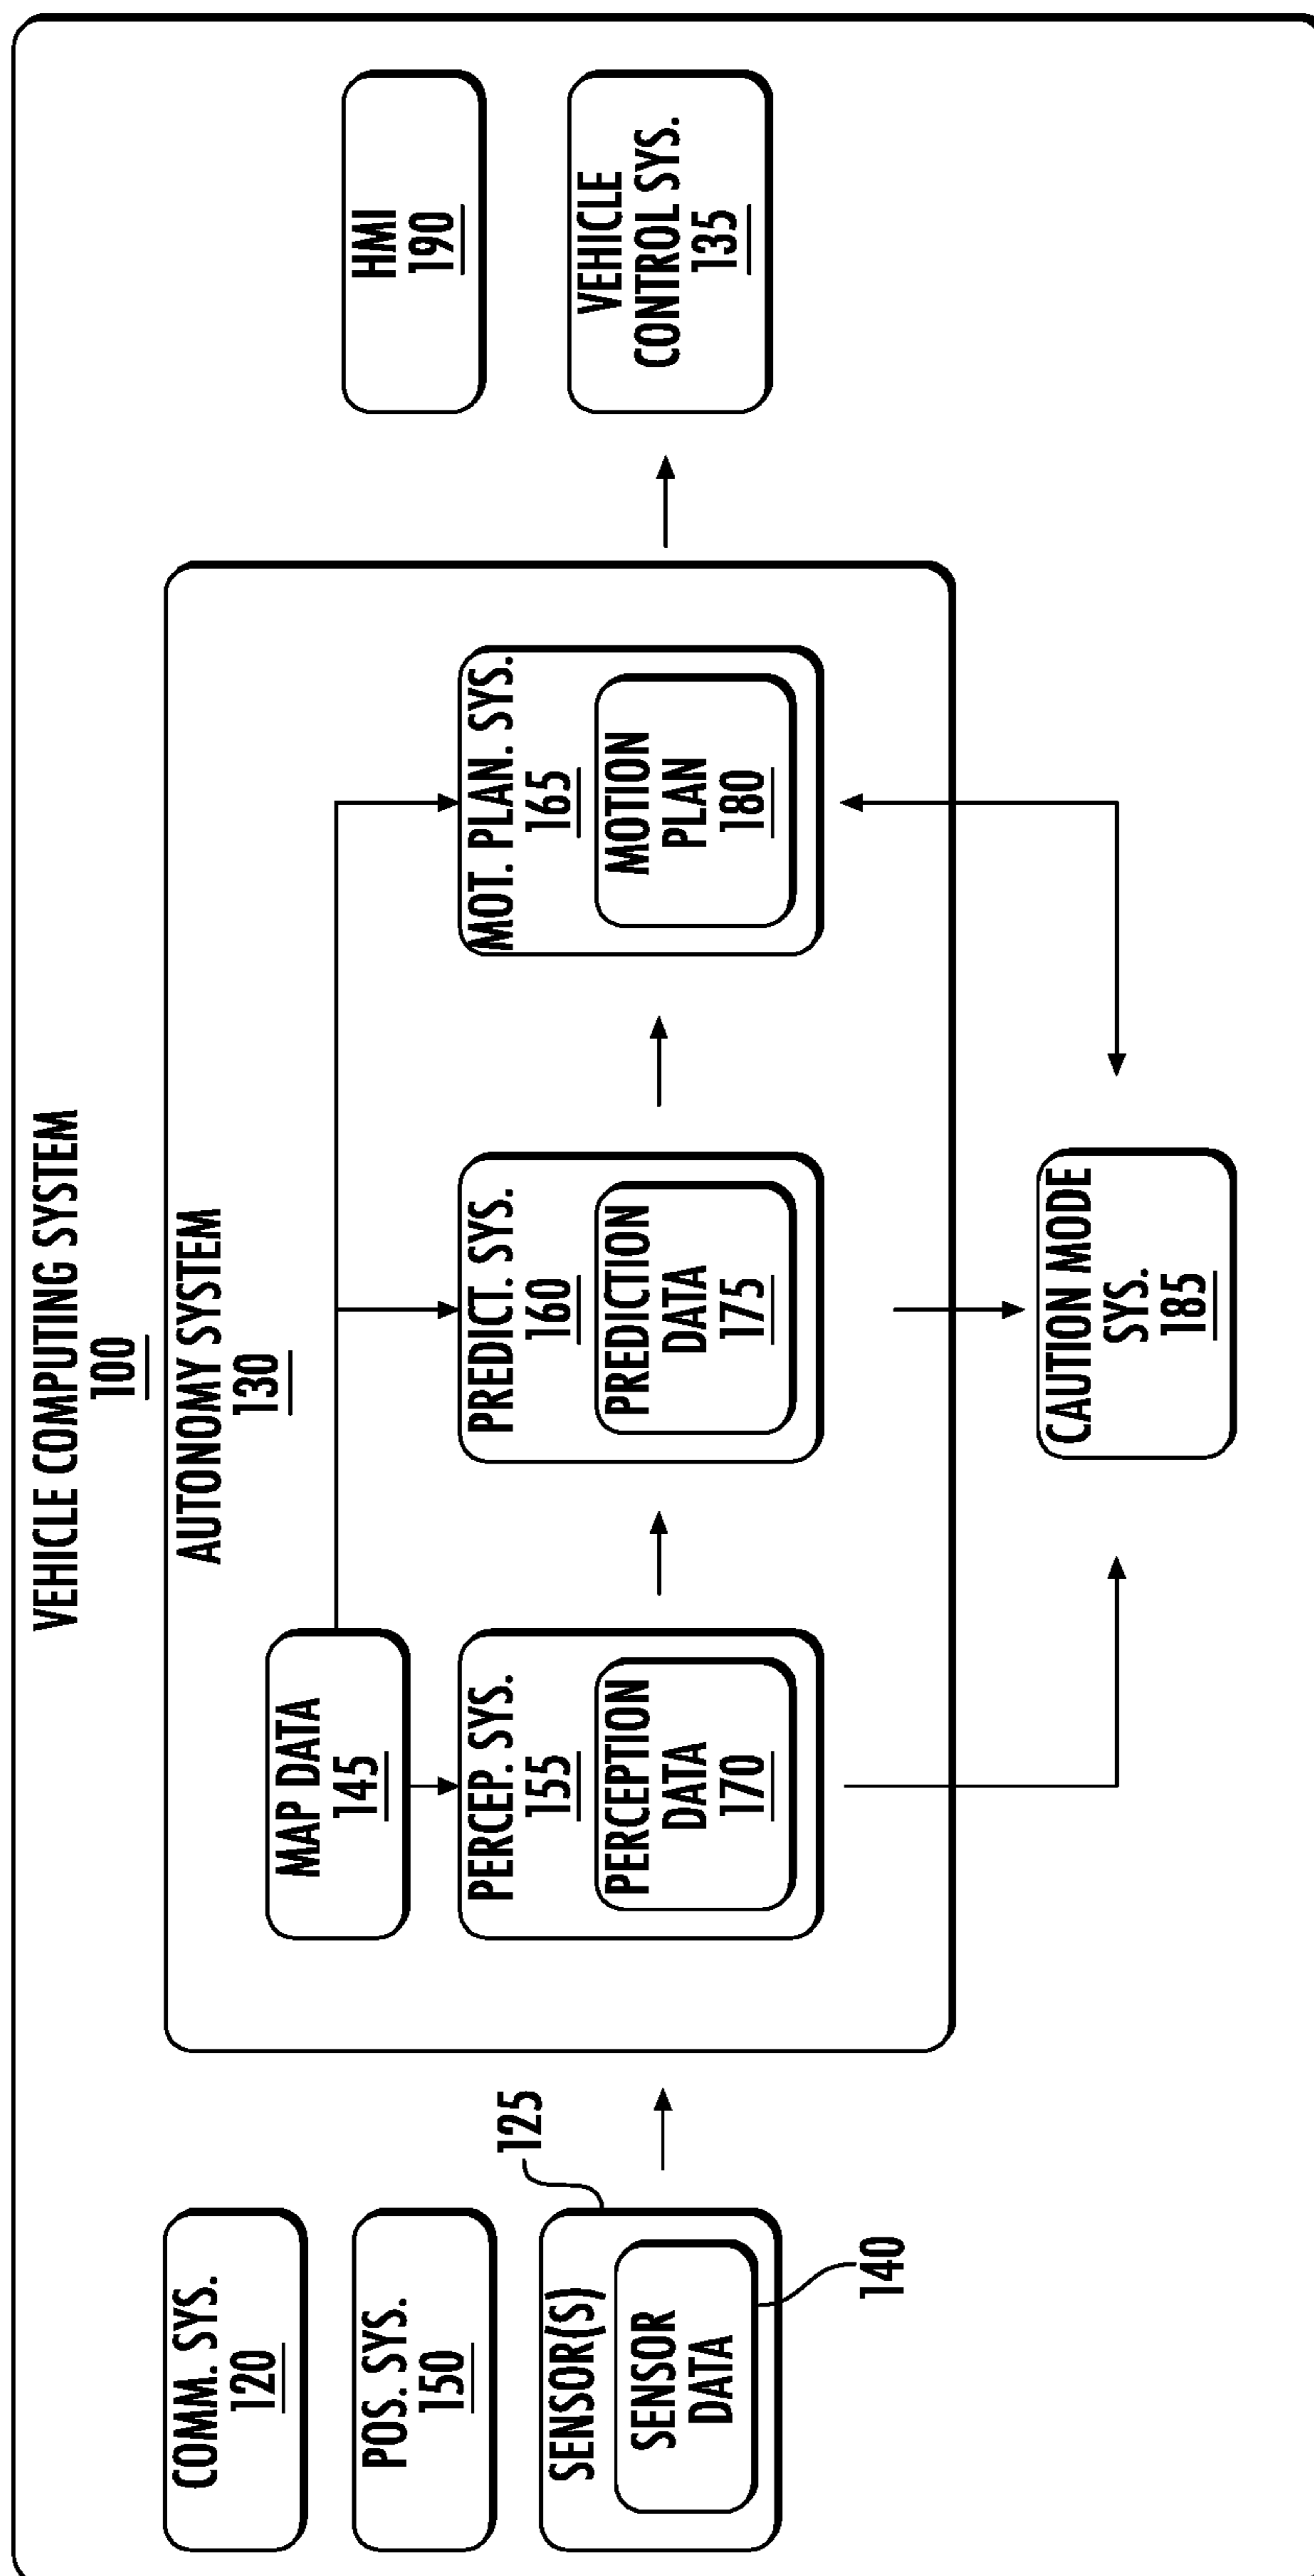 VEHICLE COMPUTING SYSTEM
100
COMM. SYS.
120
POS. SYS.
150
SENSOR(S)
SENSOR
DATA
125
140
AUTONOMY SYSTEM
130
MAP DATA
145
PERCEP. SYS.
155
PERCEPTION
DATA
170
PREDICT. SYS.
160
PREDICTION
DATA
175
MOT. PLAN. SYS.
165
MOTION
PLAN
180
CAUTION MODE
SYS.
185
HMI
190
VEHICLE
CONTROL SYS.
135